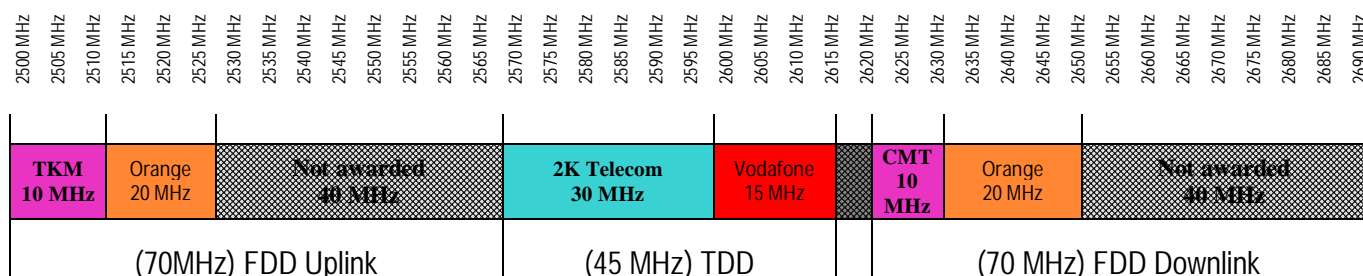 2500 MHz
2505 MHz
2510 MHz
2515 MHz
2520 MHz
2525 MHz
2530 MHz
2535 MHz
2540 MHz
2545 MHz
2550 MHz
2555 MHz
2560 MHz
2565 MHz
2570 MHz
2575 MHz
2580 MHz
2585 MHz
2590 MHz
2595 MHz
2600 MHz
2605 MHz
2610 MHz
2615 MHz
2620 MHz
2625 MHz
2630 MHz
2635 MHz
2640 MHz
2645 MHz
2650 MHz
2655 MHz
2660 MHz
2665 MHz
2670 MHz
2675 MHz
2680 MHz
2685 MHz
2690 MHz
TKM
10 MHz
Orange
20 MHz
Not awarded
40 MHz
2K Telecom
30 MHz
Vodafone
15 MHz
CMT
10
MHz
Orange
20 MHz
Not awarded
40 MHz
(70MHz) FDD Uplink
(45 MHz) TDD
(70 MHz) FDD Downlink